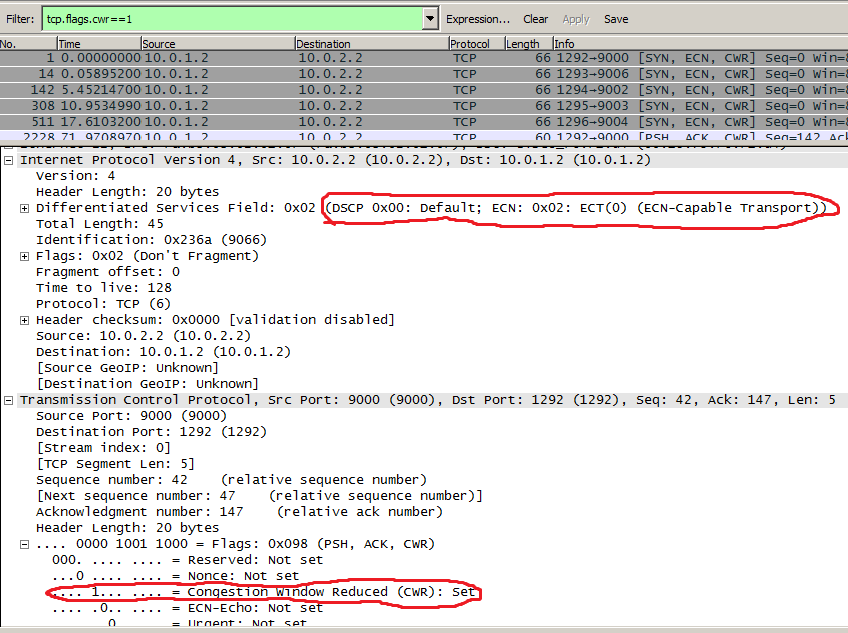 Filter: tcp.flags.cwr==1 Expression... Clear Apply Save
No. Time Source Destination Protocol Length Info
1 0.00000000 10.0.1.2 10.0.2.2 TCP 66 1292→9000 [SYN, ECN, CWR] Seq=0 Win=8
14 0.05895200 10.0.1.2 10.0.2.2 TCP 66 1293→9006 [SYN, ECN, CWR] Seq=0 Win=8
142 5.45214700 10.0.1.2 10.0.2.2 TCP 66 1294→9002 [SYN, ECN, CWR] Seq=0 Win=8
308 10.9534990 10.0.1.2 10.0.2.2 TCP 66 1295→9003 [SYN, ECN, CWR] Seq=0 Win=8
511 17.6103200 10.0.1.2 10.0.2.2 TCP 66 1296→9004 [SYN, ECN, CWR] Seq=0 Win=8
2228 71.9708970 10.0.1.2 10.0.2.2 TCP 60 1292→9000 [PSH, ACK, CWR] Seq=142 Ack
Internet Protocol Version 4, Src: 10.0.2.2 (10.0.2.2), Dst: 10.0.1.2 (10.0.1.2)
Version: 4
Header Length: 20 bytes
Differentiated Services Field: 0x02 (DSCP 0x00: Default; ECN: 0x02: ECT(0) (ECN-Capable Transport))
Total Length: 45
Identification: 0x236a (9066)
Flags: 0x02 (Don't Fragment)
Fragment offset: 0
Time to live: 128
Protocol: TCP (6)
Header checksum: 0x0000 [validation disabled]
Source: 10.0.2.2 (10.0.2.2)
Destination: 10.0.1.2 (10.0.1.2)
[Source GeoIP: Unknown]
[Destination GeoIP: Unknown]
Transmission Control Protocol, Src Port: 9000 (9000), Dst Port: 1292 (1292), Seq: 42, Ack: 147, Len: 5
Source Port: 9000 (9000)
Destination Port: 1292 (1292)
[Stream index: 0]
[TCP Segment Len: 5]
Sequence number: 42 (relative sequence number)
[Next sequence number: 47 (relative sequence number)]
Acknowledgment number: 147 (relative ack number)
Header Length: 20 bytes
.... 0000 1001 1000 = Flags: 0x098 (PSH, ACK, CWR)
000. .... .... = Reserved: Not set
...0 .... .... = Nonce: Not set
.... 1... .... = Congestion Window Reduced (CWR): Set
.... .0.. .... = ECN-Echo: Not set
.... ..0. .... = Urgent: Not set